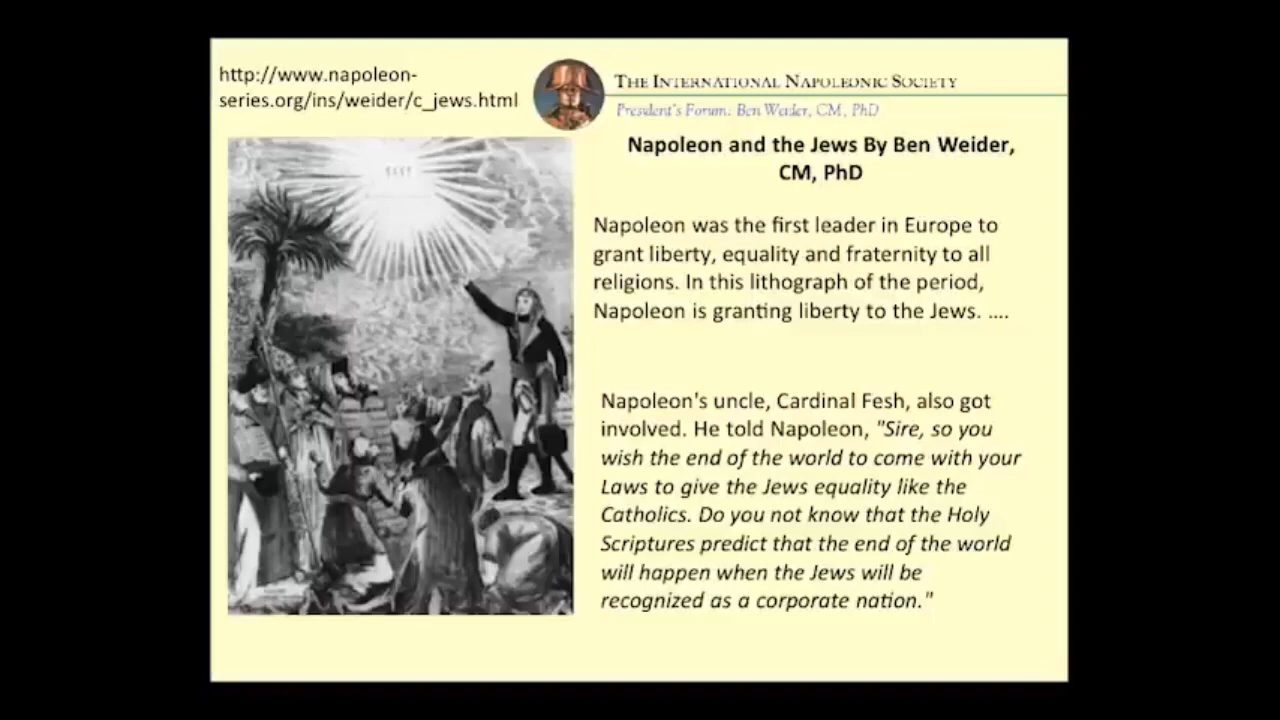 http://www.napoleon-
series.org/ins/weider/c_jews.html
THE INTERNATIONAL NAPOLEONIC SOCIETY
President's Forum: Ben Weider, CM, PhD
Napoleon and the Jews By Ben Weider,
CM, PhD
Napoleon was the first leader in Europe to
grant liberty, equality and fraternity to all
religions. In this lithograph of the period,
Napoleon is granting liberty to the Jews. ....
Napoleon's uncle, Cardinal Fesh, also got
involved. He told Napoleon, "Sire, so you
wish the end of the world to come with your
Laws to give the Jews equality like the
Catholics. Do you not know that the Holy
Scriptures predict that the end of the world
will happen when the Jews will be
recognized as a corporate nation."